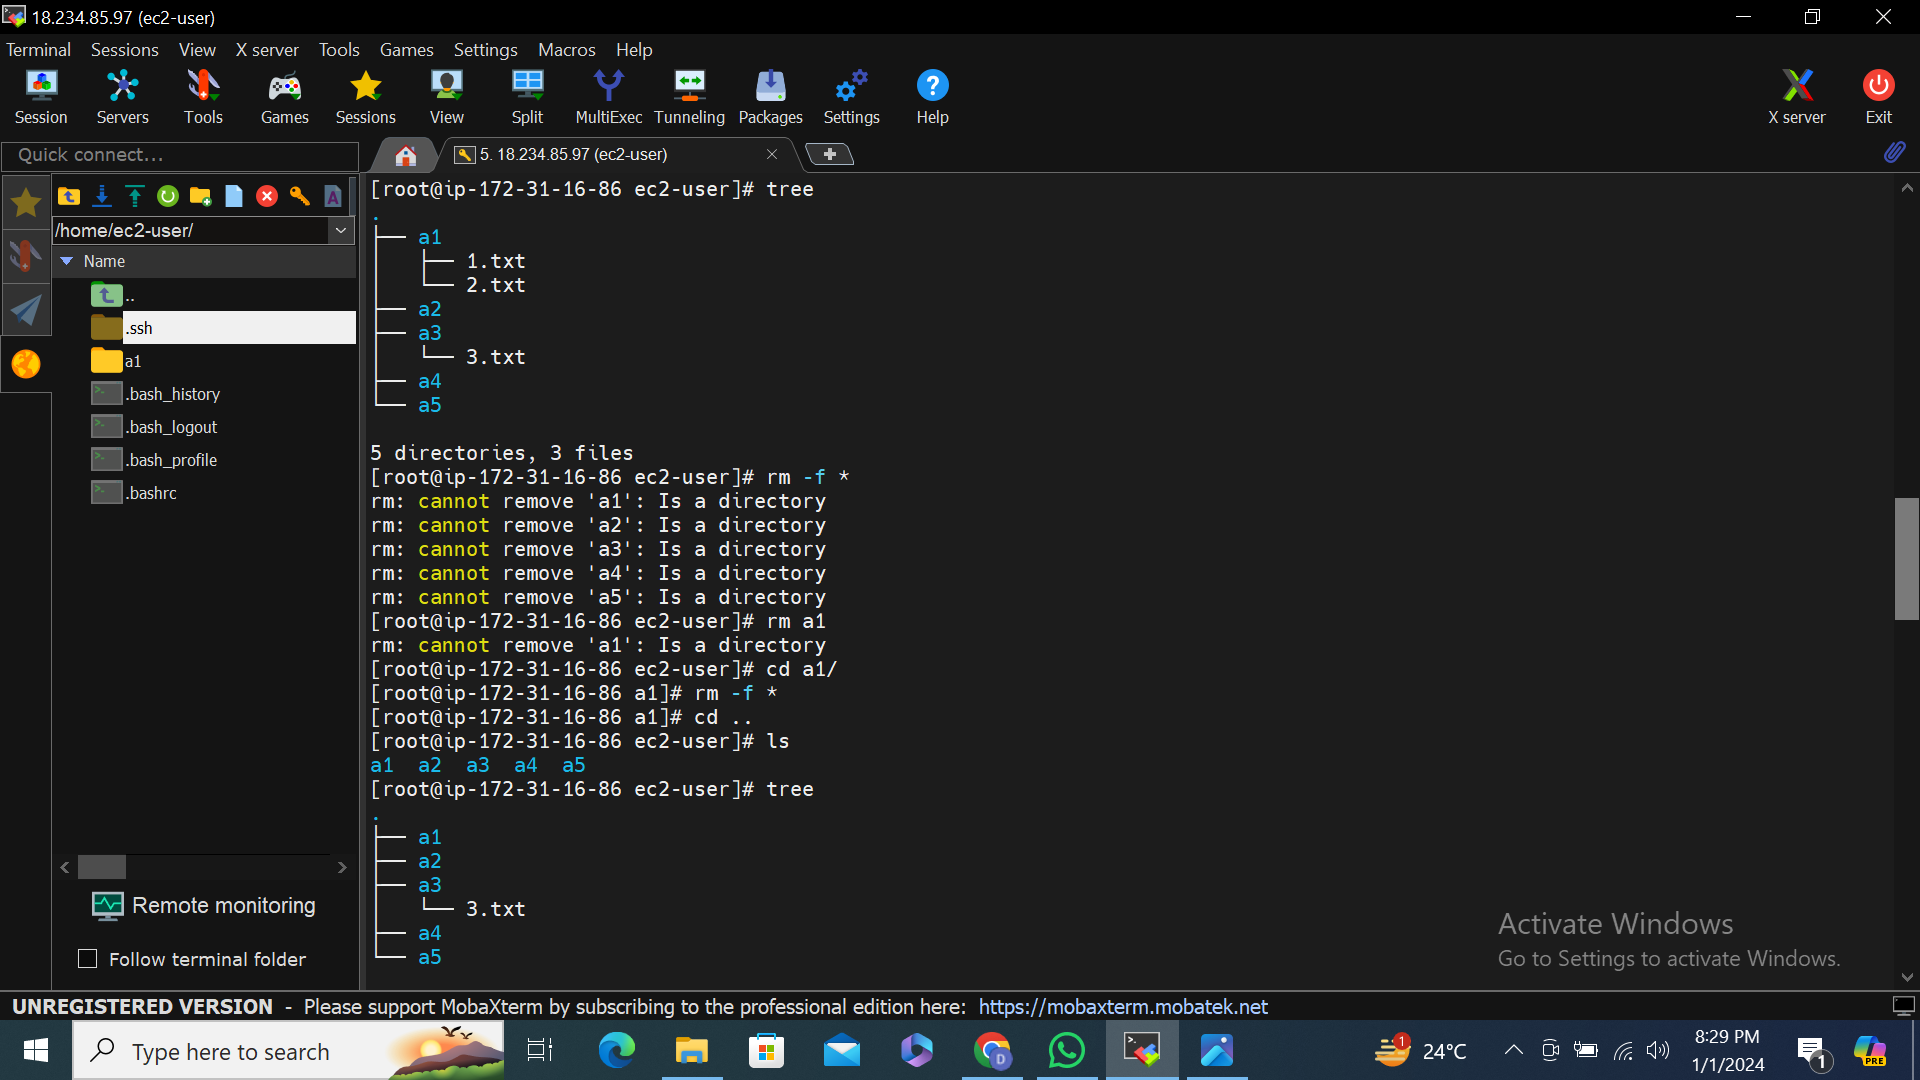 18.234.85.97 (ec2-user)
Terminal Sessions View X server Tools Games Settings Macros Help
Session Servers Tools Games Sessions View Split MultiExec Tunneling Packages Settings Help X server Exit
Quick connect...
5. 18.234.85.97 (ec2-user)
/home/ec2-user/
Name
..
.ssh
a1
.bash_history
.bash_logout
.bash_profile
.bashrc
Remote monitoring
Follow terminal folder
[root@ip-172-31-16-86 ec2-user]# tree
.
├── a1
│   ├── 1.txt
│   └── 2.txt
├── a2
├── a3
│   └── 3.txt
├── a4
└── a5
5 directories, 3 files
[root@ip-172-31-16-86 ec2-user]# rm -f *
rm: cannot remove 'a1': Is a directory
rm: cannot remove 'a2': Is a directory
rm: cannot remove 'a3': Is a directory
rm: cannot remove 'a4': Is a directory
rm: cannot remove 'a5': Is a directory
[root@ip-172-31-16-86 ec2-user]# rm a1
rm: cannot remove 'a1': Is a directory
[root@ip-172-31-16-86 ec2-user]# cd a1/
[root@ip-172-31-16-86 a1]# rm -f *
[root@ip-172-31-16-86 a1]# cd ..
[root@ip-172-31-16-86 ec2-user]# ls
a1  a2  a3  a4  a5
[root@ip-172-31-16-86 ec2-user]# tree
.
├── a1
├── a2
├── a3
│   └── 3.txt
├── a4
└── a5
Activate Windows
Go to Settings to activate Windows.
UNREGISTERED VERSION - Please support MobaXterm by subscribing to the professional edition here: https://mobaxterm.mobatek.net
Type here to search
D
1
24°C
8:29 PM
1/1/2024
1
PRE